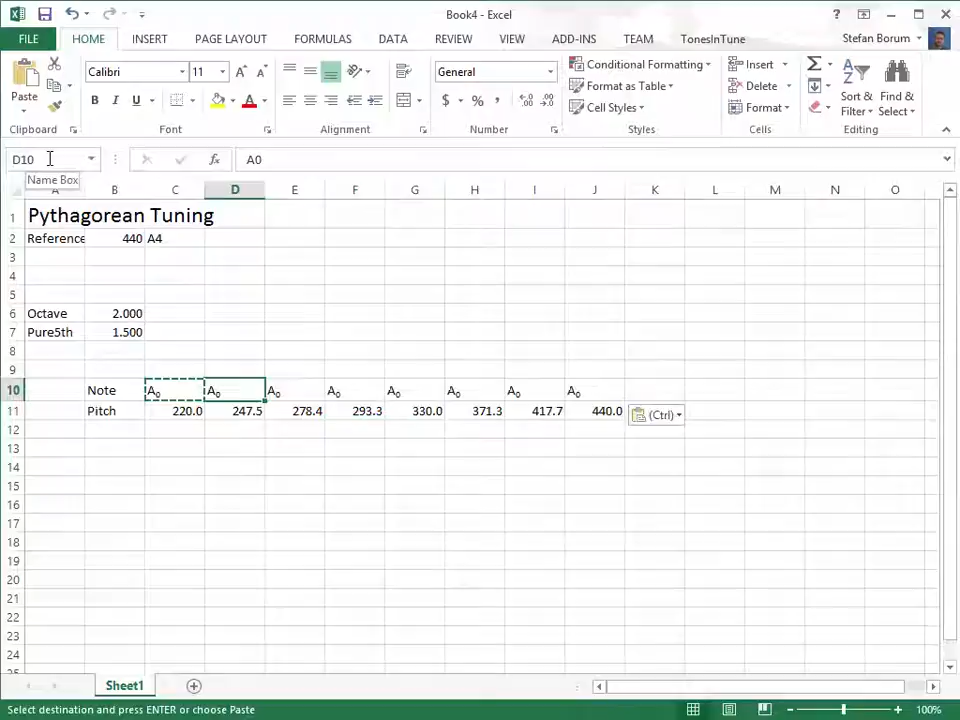 Book4 - Excel
?
FILE HOME INSERT PAGE LAYOUT FORMULAS DATA REVIEW VIEW ADD-INS TEAM TonesInTune Stefan Borum
Calibri 11 A A General Conditional Formatting Insert Σ
Paste Format as Table Delete Sort & Find &
B I U A $ % , Cell Styles Format Filter Select
Clipboard Font Alignment Number Styles Cells Editing
D10 fx A0
Name Box
A B C D E F G H I J K L M N O
1 Pythagorean Tuning
2 Reference 440 A4
3
4
5
6 Octave 2.000
7 Pure5th 1.500
8
9
10 Note A₀ A₀ A₀ A₀ A₀ A₀ A₀ A₀
11 Pitch 220.0 247.5 278.4 293.3 330.0 371.3 417.7 440.0 (Ctrl)
12
13
14
15
16
17
18
19
20
21
22
23
24
25
Sheet1
Select destination and press ENTER or choose Paste 100%